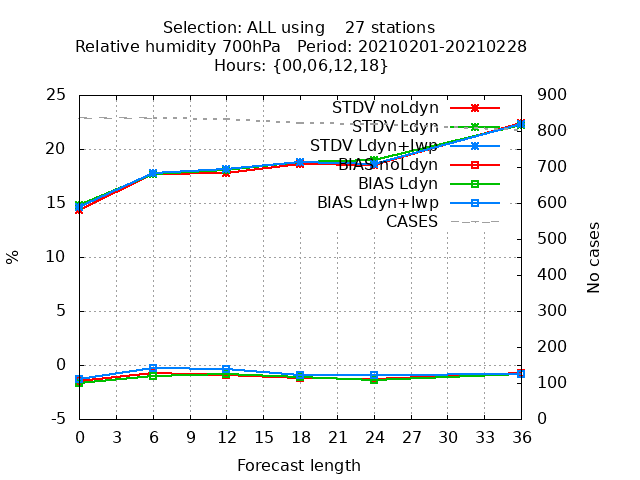 Selection: ALL using    27 stations
Relative humidity 700hPa   Period: 20210201-20210228
Hours: {00,06,12,18}
25
20
15
10
5
0
-5
%
900
800
700
600
500
400
300
200
100
0
No cases
STDV noLdyn
STDV Ldyn
STDV Ldyn+lwp
BIAS noLdyn
BIAS Ldyn
BIAS Ldyn+lwp
CASES
0 3 6 9 12 15 18 21 24 27 30 33 36
Forecast length